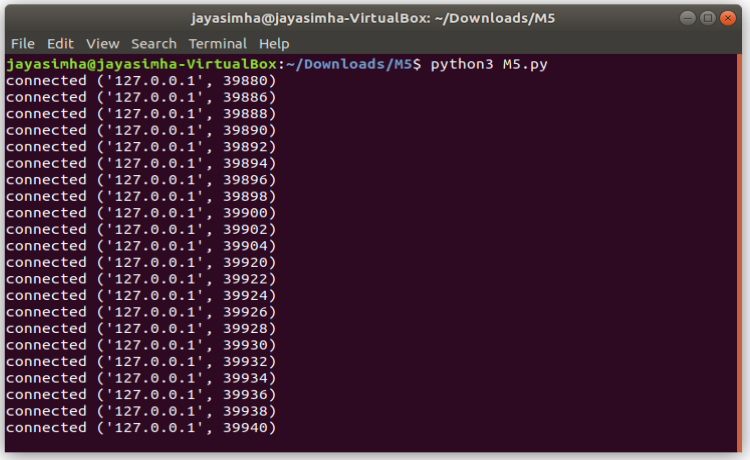 jayasimha@jayasimha-VirtualBox: ~/Downloads/M5
File Edit View Search Terminal Help
jayasimha@jayasimha-VirtualBox:~/Downloads/M5$ python3 M5.py
connected ('127.0.0.1', 39880)
connected ('127.0.0.1', 39886)
connected ('127.0.0.1', 39888)
connected ('127.0.0.1', 39890)
connected ('127.0.0.1', 39892)
connected ('127.0.0.1', 39894)
connected ('127.0.0.1', 39896)
connected ('127.0.0.1', 39898)
connected ('127.0.0.1', 39900)
connected ('127.0.0.1', 39902)
connected ('127.0.0.1', 39904)
connected ('127.0.0.1', 39920)
connected ('127.0.0.1', 39922)
connected ('127.0.0.1', 39924)
connected ('127.0.0.1', 39926)
connected ('127.0.0.1', 39928)
connected ('127.0.0.1', 39930)
connected ('127.0.0.1', 39932)
connected ('127.0.0.1', 39934)
connected ('127.0.0.1', 39936)
connected ('127.0.0.1', 39938)
connected ('127.0.0.1', 39940)